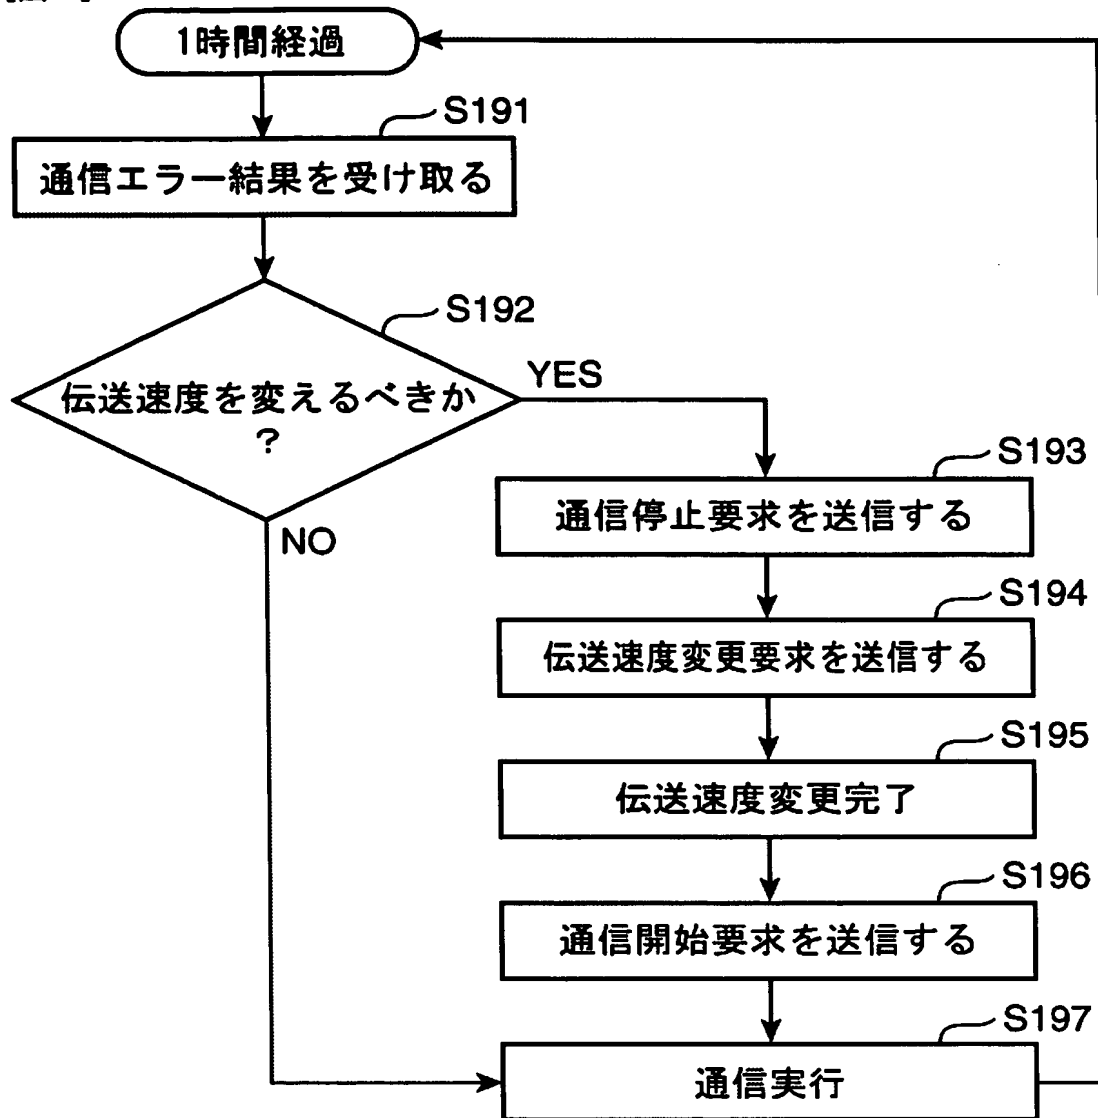 1時間経過
S191
通信エラー結果を受け取る
S192
伝送速度を変えるべきか
?
YES
NO
S193
通信停止要求を送信する
S194
伝送速度変更要求を送信する
S195
伝送速度変更完了
S196
通信開始要求を送信する
S197
通信実行